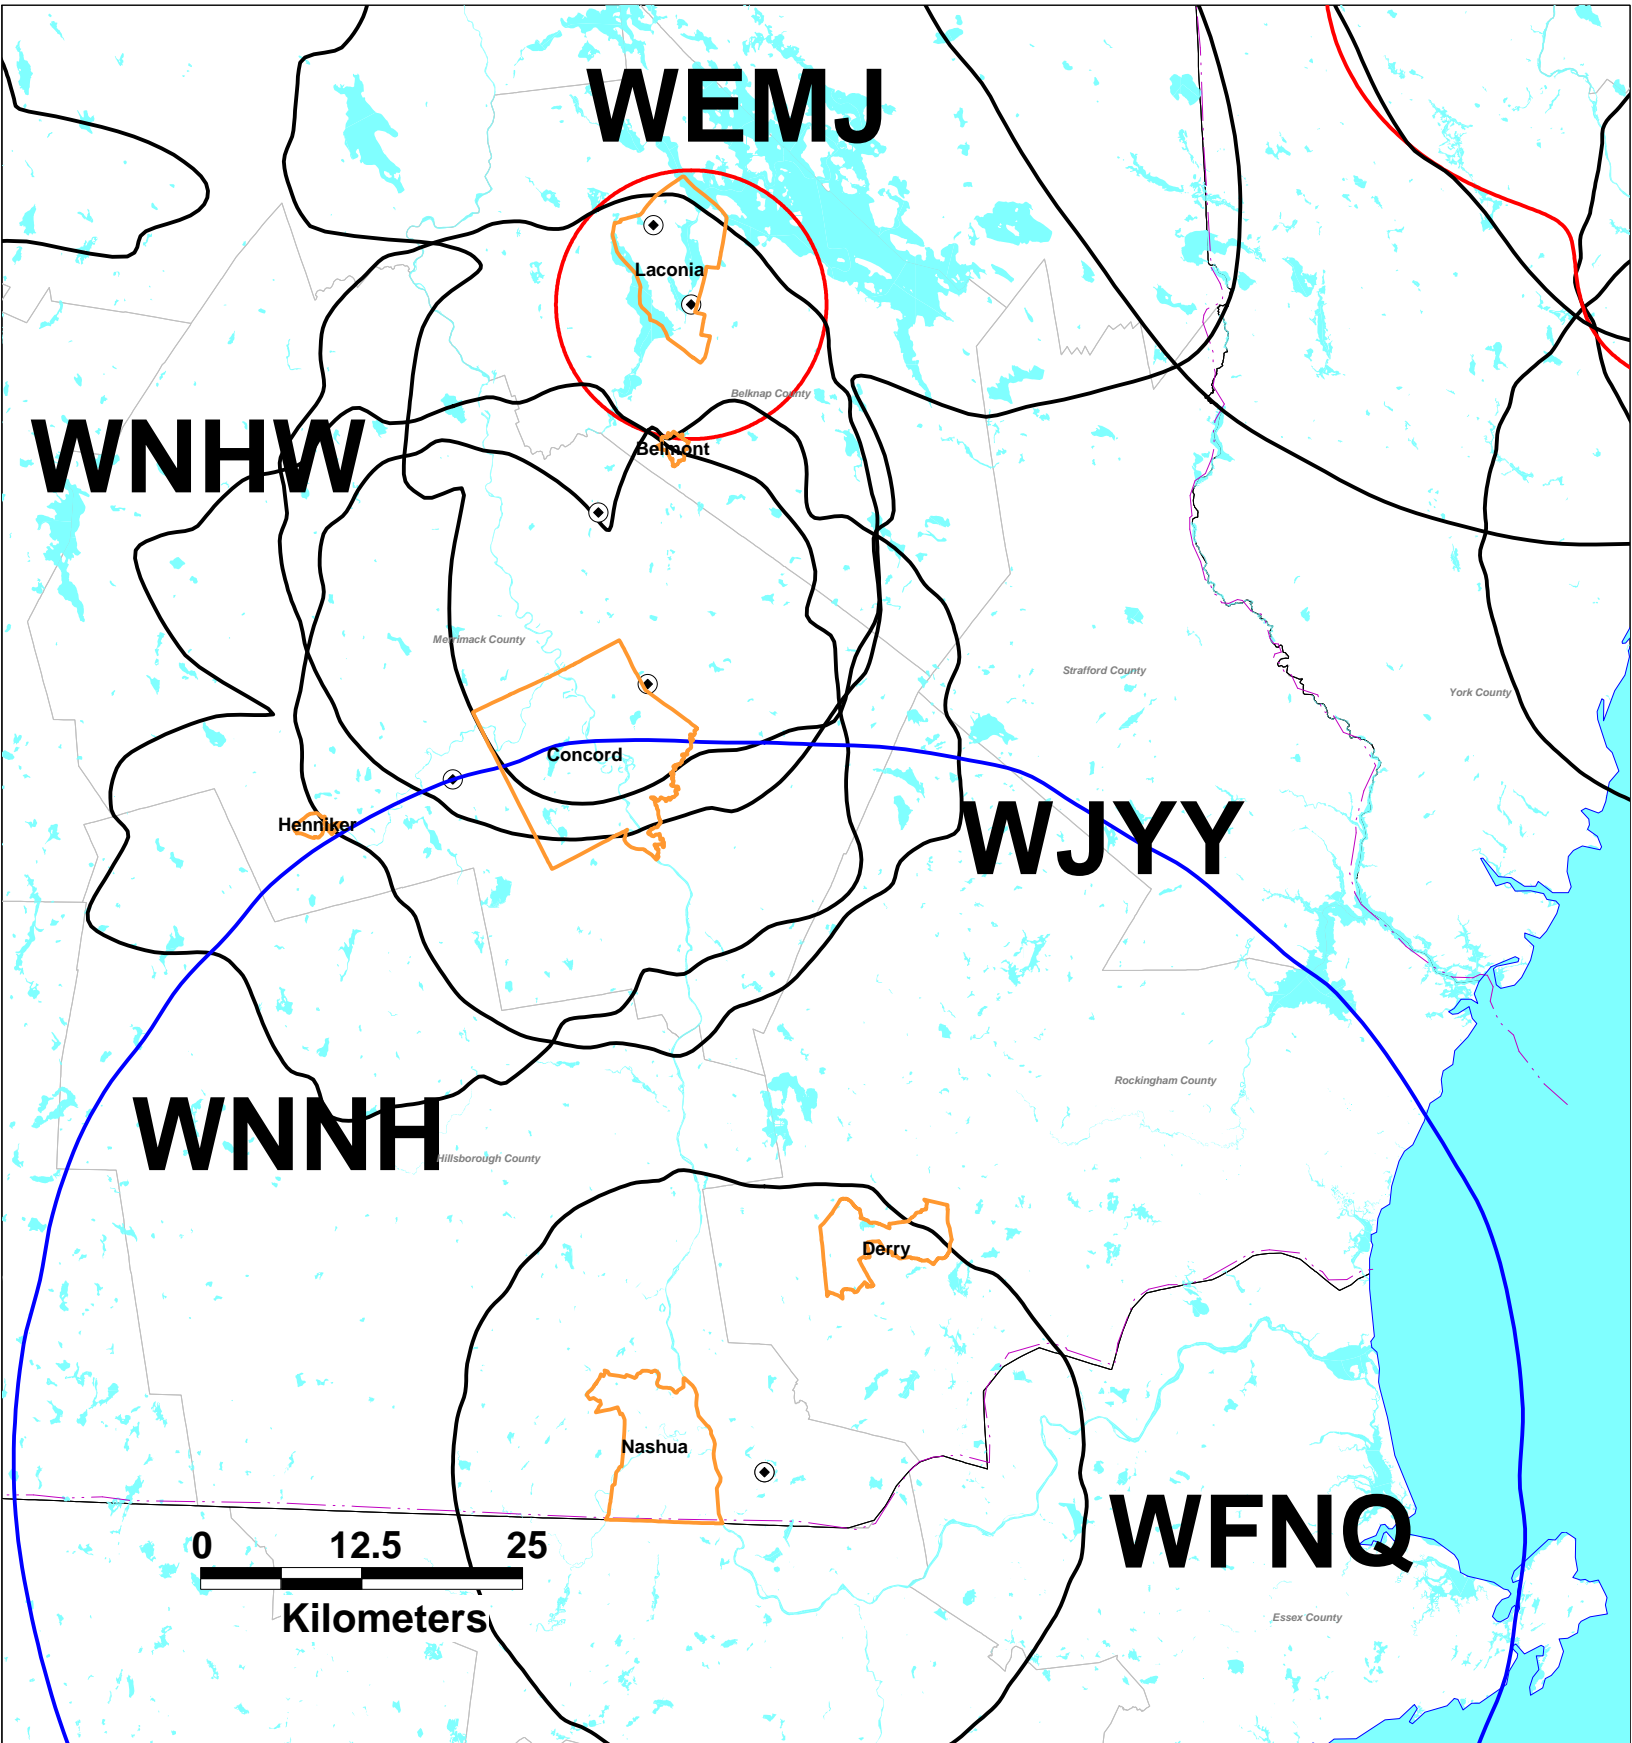 WEMJ
Laconia
Belknap County
WNHW
Belmont
Merrimack County
Strafford County
York County
Concord
Henniker
WJYY
Rockingham County
WNNH
Hillsborough County
Derry
Nashua
WFNQ
0 12.5 25
Kilometers
Essex County